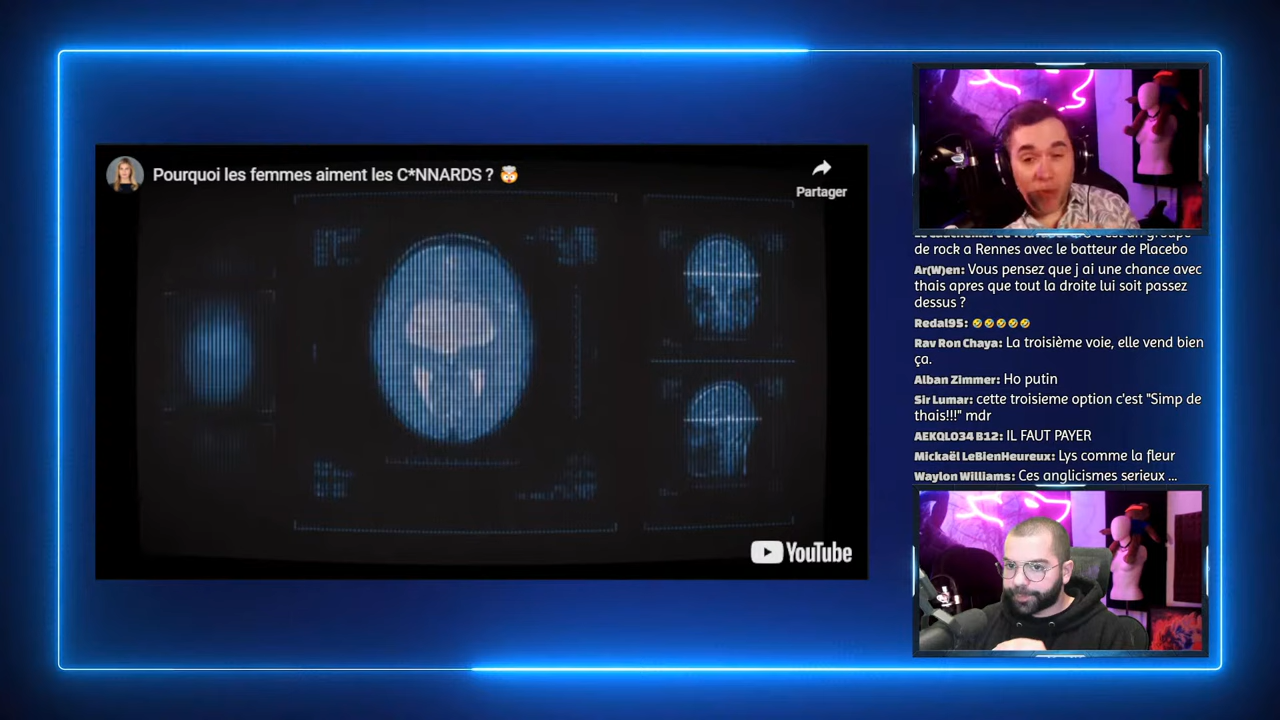 Pourquoi les femmes aiment les C*NNARDS ? 🤯
Partager
YouTube
de rock a Rennes avec le batteur de Placebo
Ar(W)en: Vous pensez que j ai une chance avec
thais apres que tout la droite lui soit passez
dessus ?
Redal95: 🤣🤣🤣🤣🤣
Rav Ron Chaya: La troisième voie, elle vend bien
ça.
Alban Zimmer: Ho putin
Sir Lumar: cette troisieme option c'est "Simp de
thais!!!" mdr
AEKQLO34 B12: IL FAUT PAYER
Mickaël LeBienHeureux: Lys comme la fleur
Waylon Williams: Ces anglicismes serieux ...